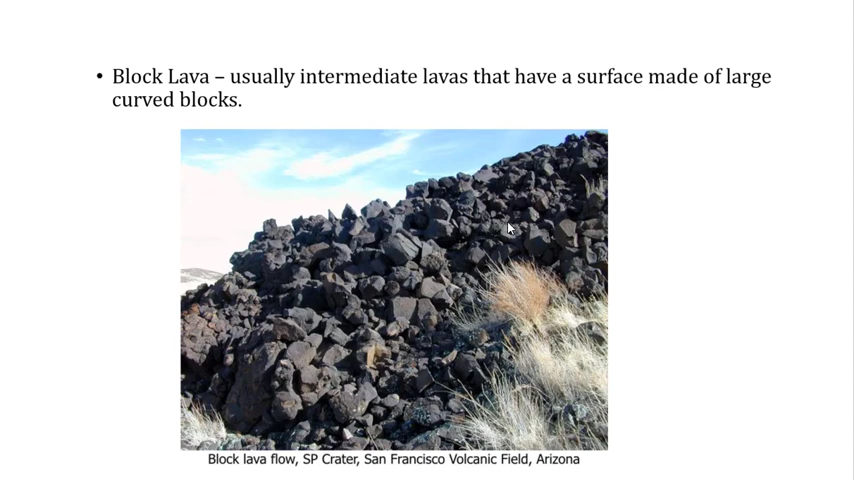 • Block Lava – usually intermediate lavas that have a surface made of large
curved blocks.
Block lava flow, SP Crater, San Francisco Volcanic Field, Arizona